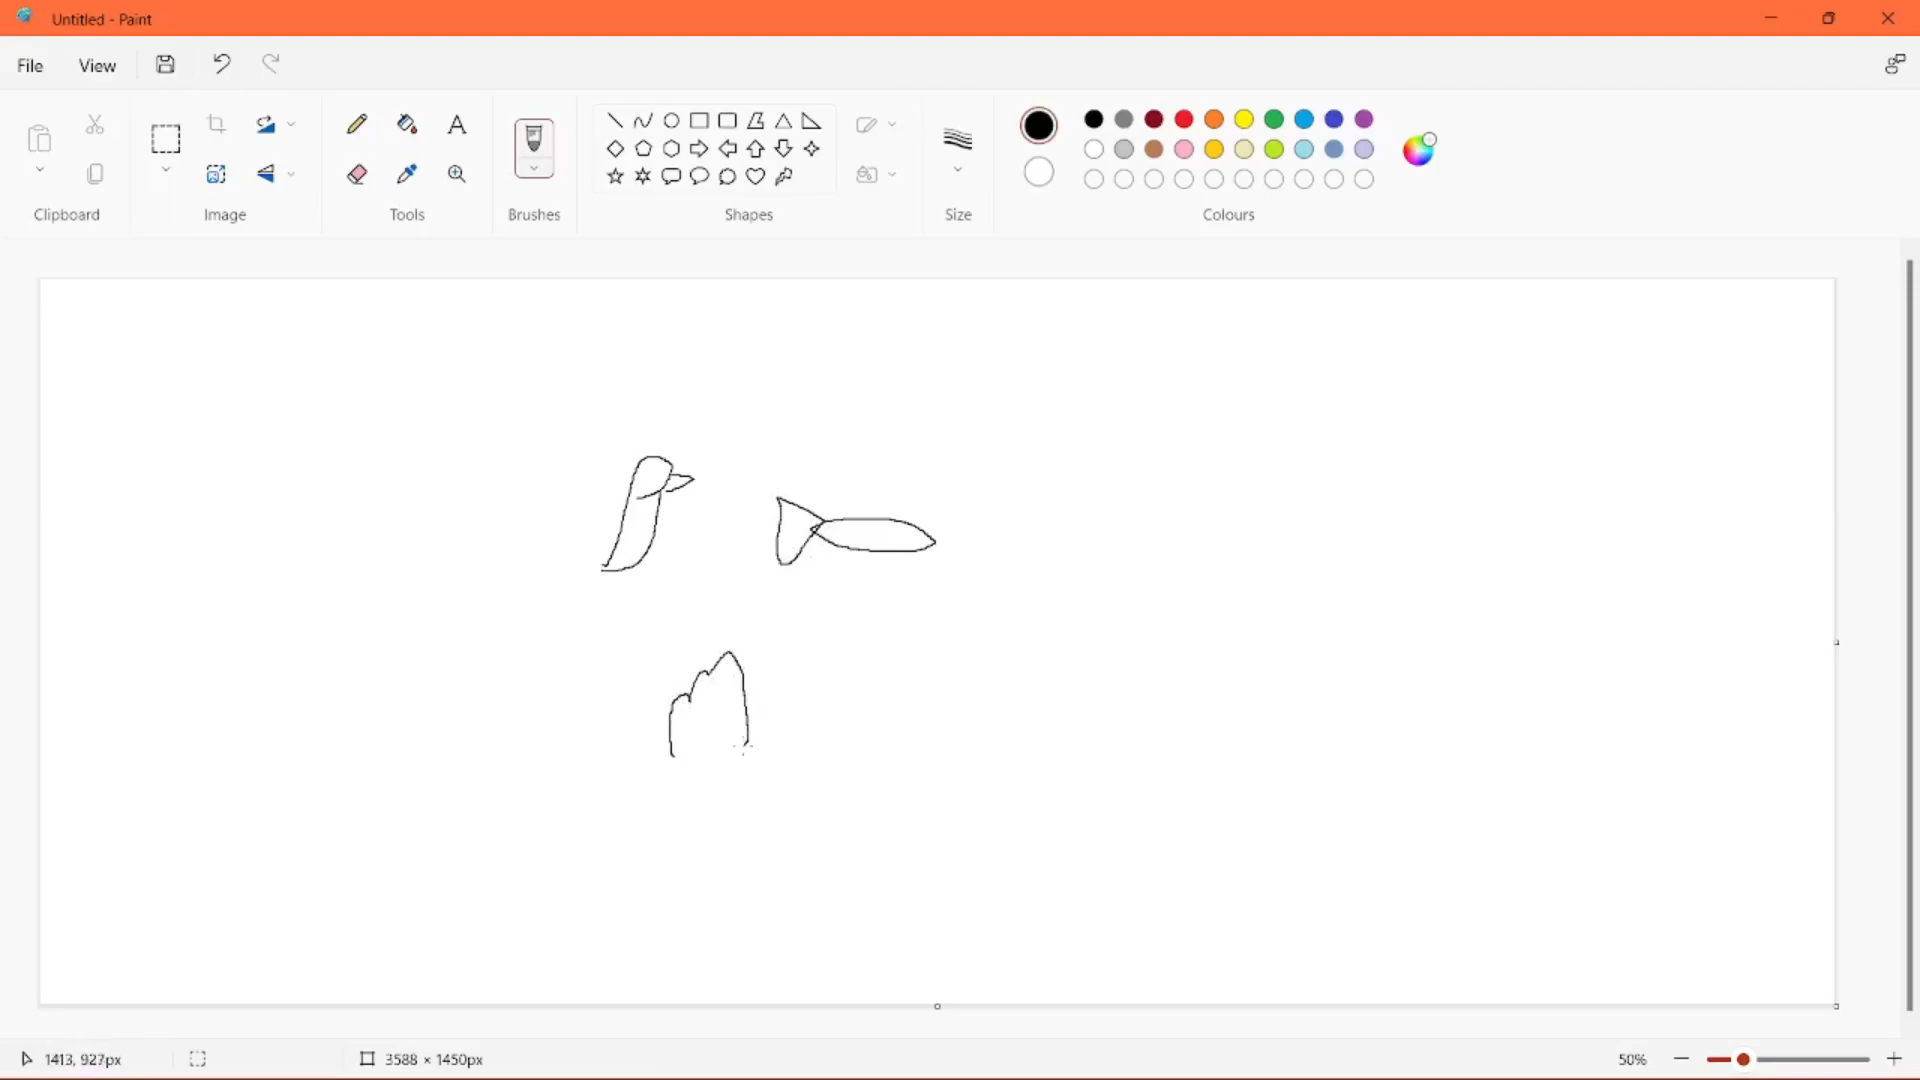 Untitled - Paint
File View
Clipboard Image Tools Brushes Shapes Size Colours
1413, 927px 3588 × 1450px 50%